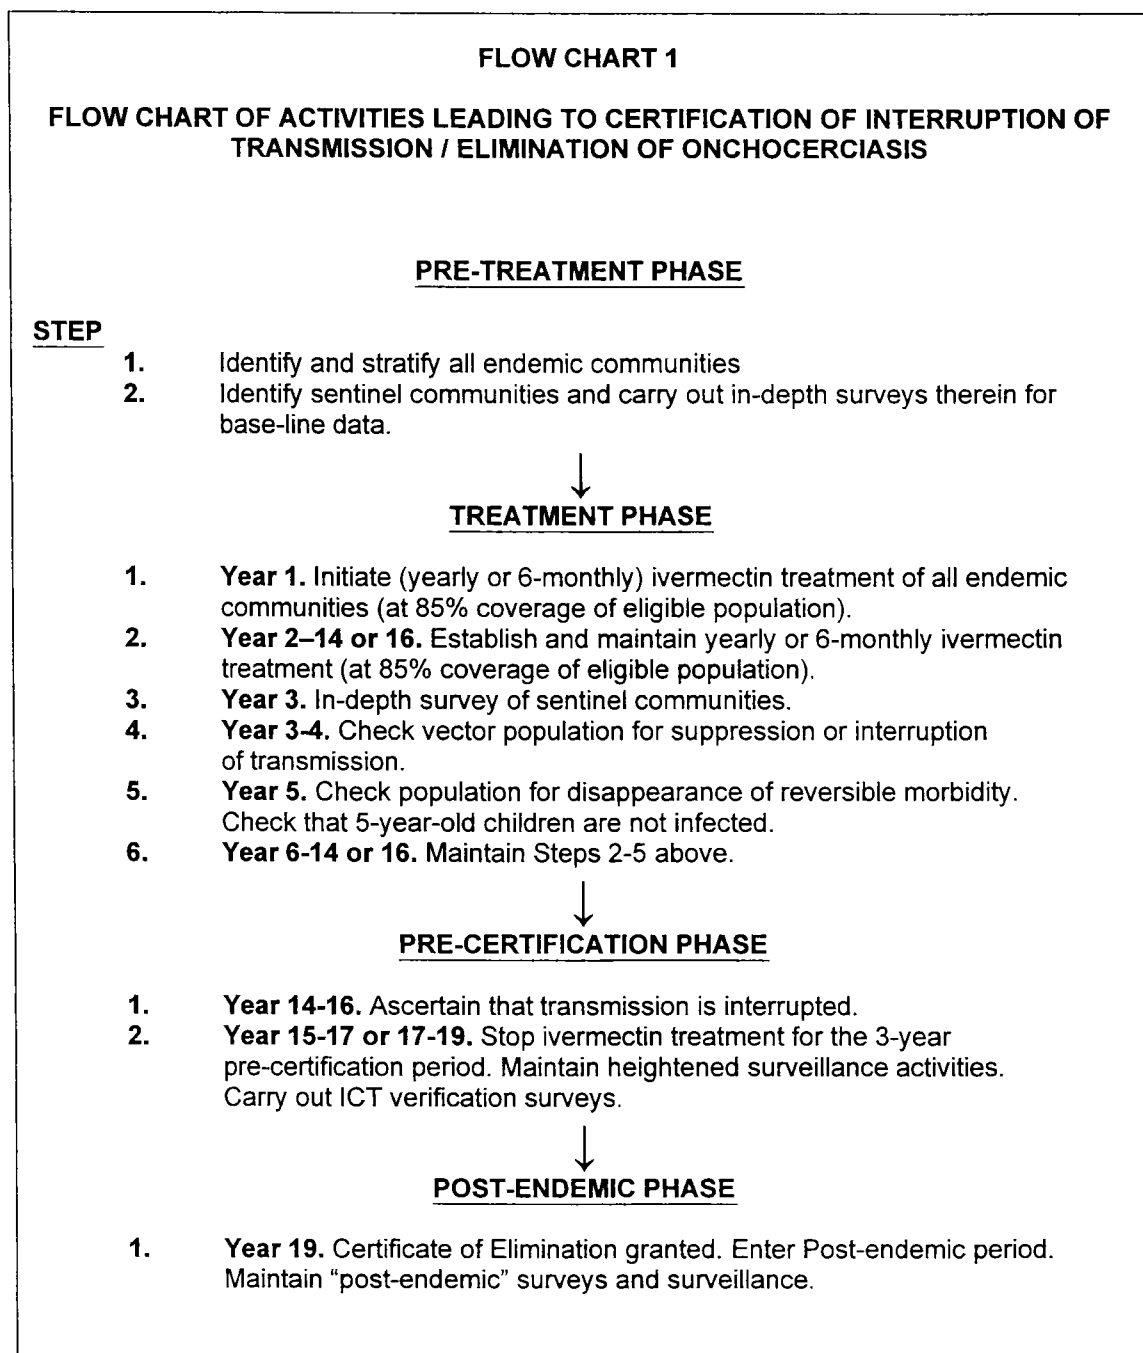 FLOW CHART 1
FLOW CHART OF ACTIVITIES LEADING TO CERTIFICATION OF INTERRUPTION OF
TRANSMISSION / ELIMINATION OF ONCHOCERCIASIS
PRE-TREATMENT PHASE
STEP
1. Identify and stratify all endemic communities
2. Identify sentinel communities and carry out in-depth surveys therein for
base-line data.
TREATMENT PHASE
1. Year 1. Initiate (yearly or 6-monthly) ivermectin treatment of all endemic
communities (at 85% coverage of eligible population).
2. Year 2–14 or 16. Establish and maintain yearly or 6-monthly ivermectin
treatment (at 85% coverage of eligible population).
3. Year 3. In-depth survey of sentinel communities.
4. Year 3-4. Check vector population for suppression or interruption
of transmission.
5. Year 5. Check population for disappearance of reversible morbidity.
Check that 5-year-old children are not infected.
6. Year 6-14 or 16. Maintain Steps 2-5 above.
PRE-CERTIFICATION PHASE
1. Year 14-16. Ascertain that transmission is interrupted.
2. Year 15-17 or 17-19. Stop ivermectin treatment for the 3-year
pre-certification period. Maintain heightened surveillance activities.
Carry out ICT verification surveys.
POST-ENDEMIC PHASE
1. Year 19. Certificate of Elimination granted. Enter Post-endemic period.
Maintain “post-endemic” surveys and surveillance.